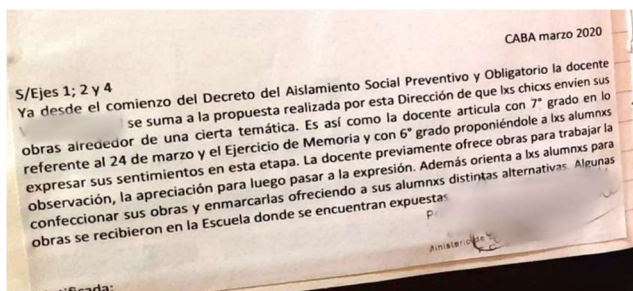 CABA marzo 2020
S/Ejes 1; 2 y 4
Ya desde el comienzo del Decreto del Aislamiento Social Preventivo y Obligatorio la docente
se suma a la propuesta realizada por esta Dirección de que lxs chicxs envíen sus
obras alrededor de una cierta temática. Es así como la docente articula con 7° grado en lo
referente al 24 de marzo y el Ejercicio de Memoria y con 6° grado proponiéndole a lxs alumnxs
expresar sus sentimientos en esta etapa. La docente previamente ofrece obras para trabajar la
observación, la apreciación para luego pasar a la expresión. Además orienta a lxs alumnxs para
confeccionar sus obras y enmarcarlas ofreciendo a sus alumnxs distintas alternativas. Algunas
obras se recibieron en la Escuela donde se encuentran expuestas